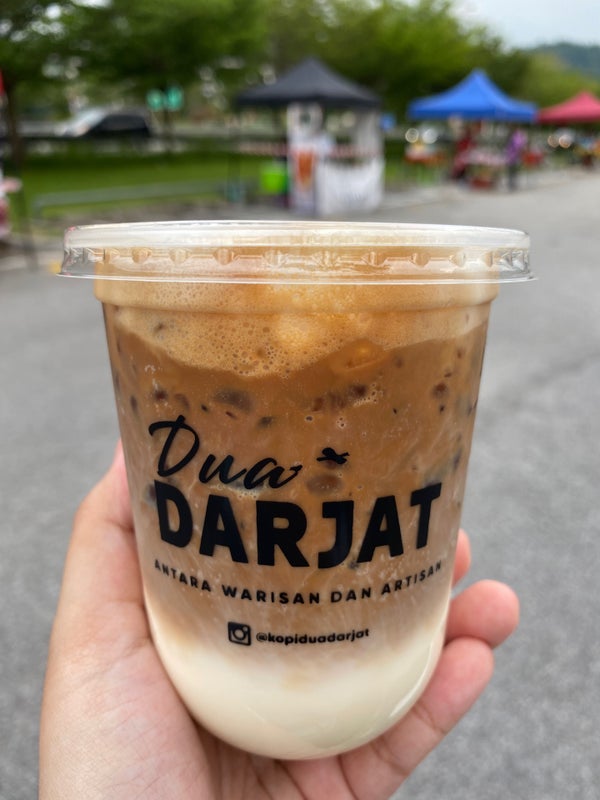 Dua
DARJAT
ANTARA WARISAN DAN ARTISAN
@kopiduadarjat